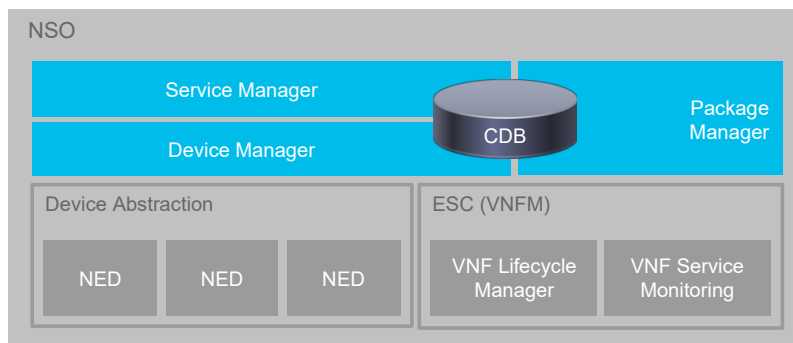 NSO
Service Manager
Device Manager
CDB
Package
Manager
Device Abstraction
NED
NED
NED
ESC (VNFM)
VNF Lifecycle
Manager
VNF Service
Monitoring